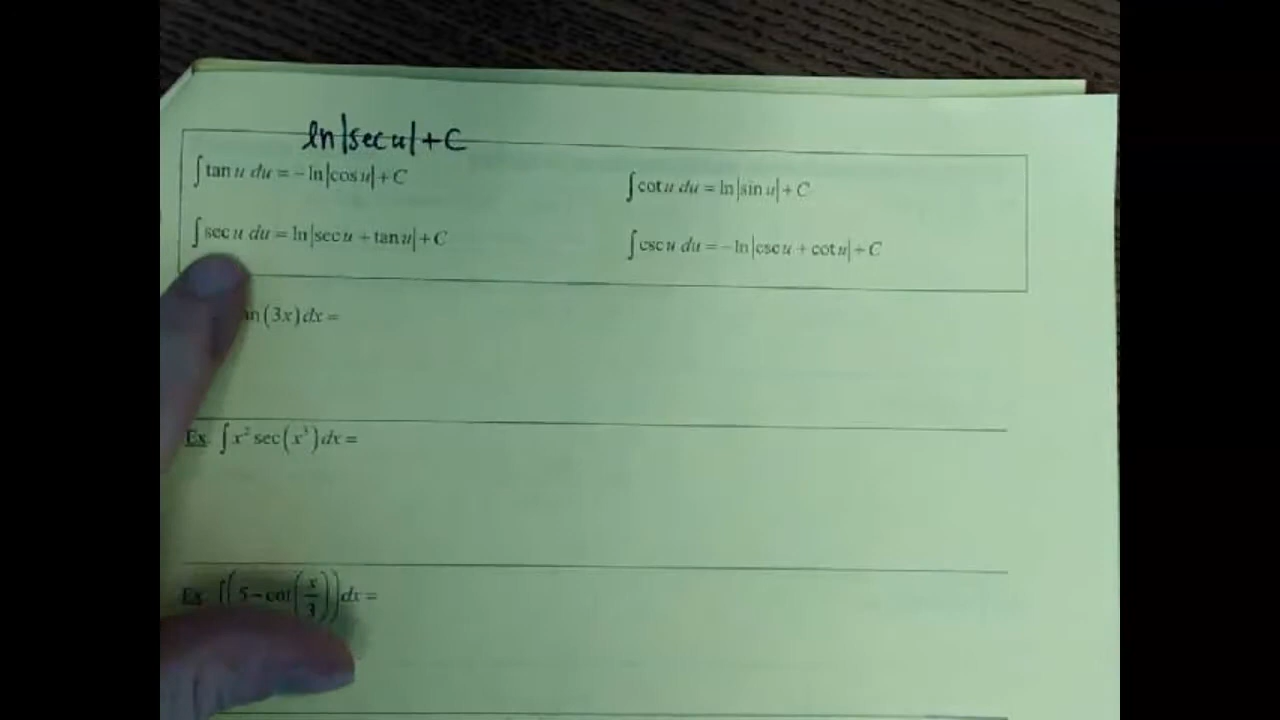 ln|sec u| + C
∫ tan u du = − ln|cos u| + C
∫ cot u du = ln|sin u| + C
∫ sec u du = ln|sec u + tan u| + C
∫ csc u du = − ln|csc u + cot u| + C
an(3x) dx =
Ex. ∫ x² sec(x³) dx =
Ex. ∫(5 − cot(x/3)) dx =